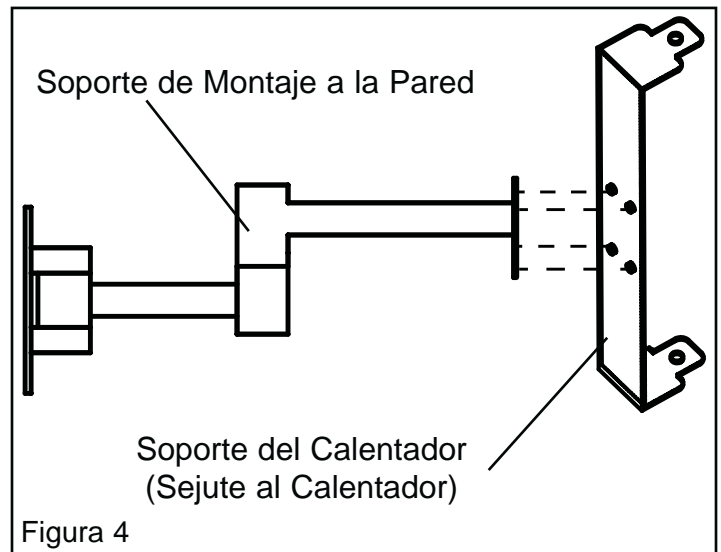 Soporte de Montaje a la Pared
Soporte del Calentador
(Sejute al Calentador)
Figura 4